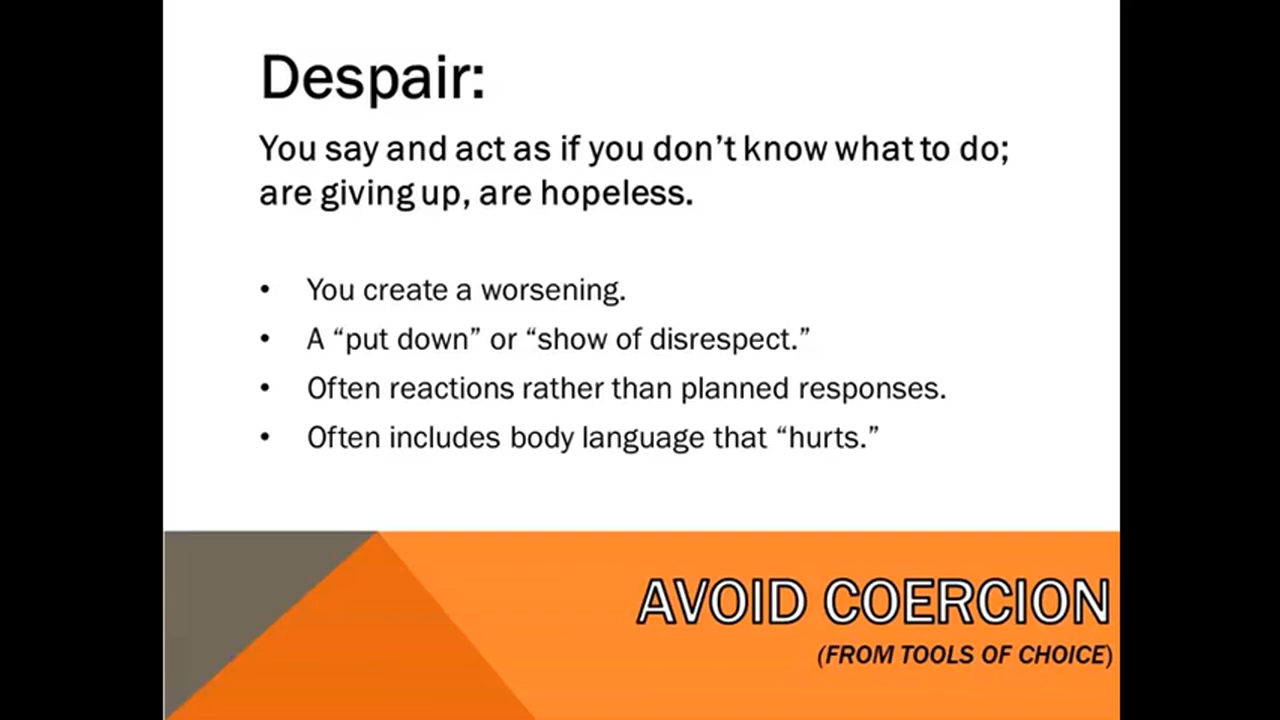 Despair:
You say and act as if you don’t know what to do;
are giving up, are hopeless.
• You create a worsening.
• A “put down” or “show of disrespect.”
• Often reactions rather than planned responses.
• Often includes body language that “hurts.”
AVOID COERCION
(FROM TOOLS OF CHOICE)